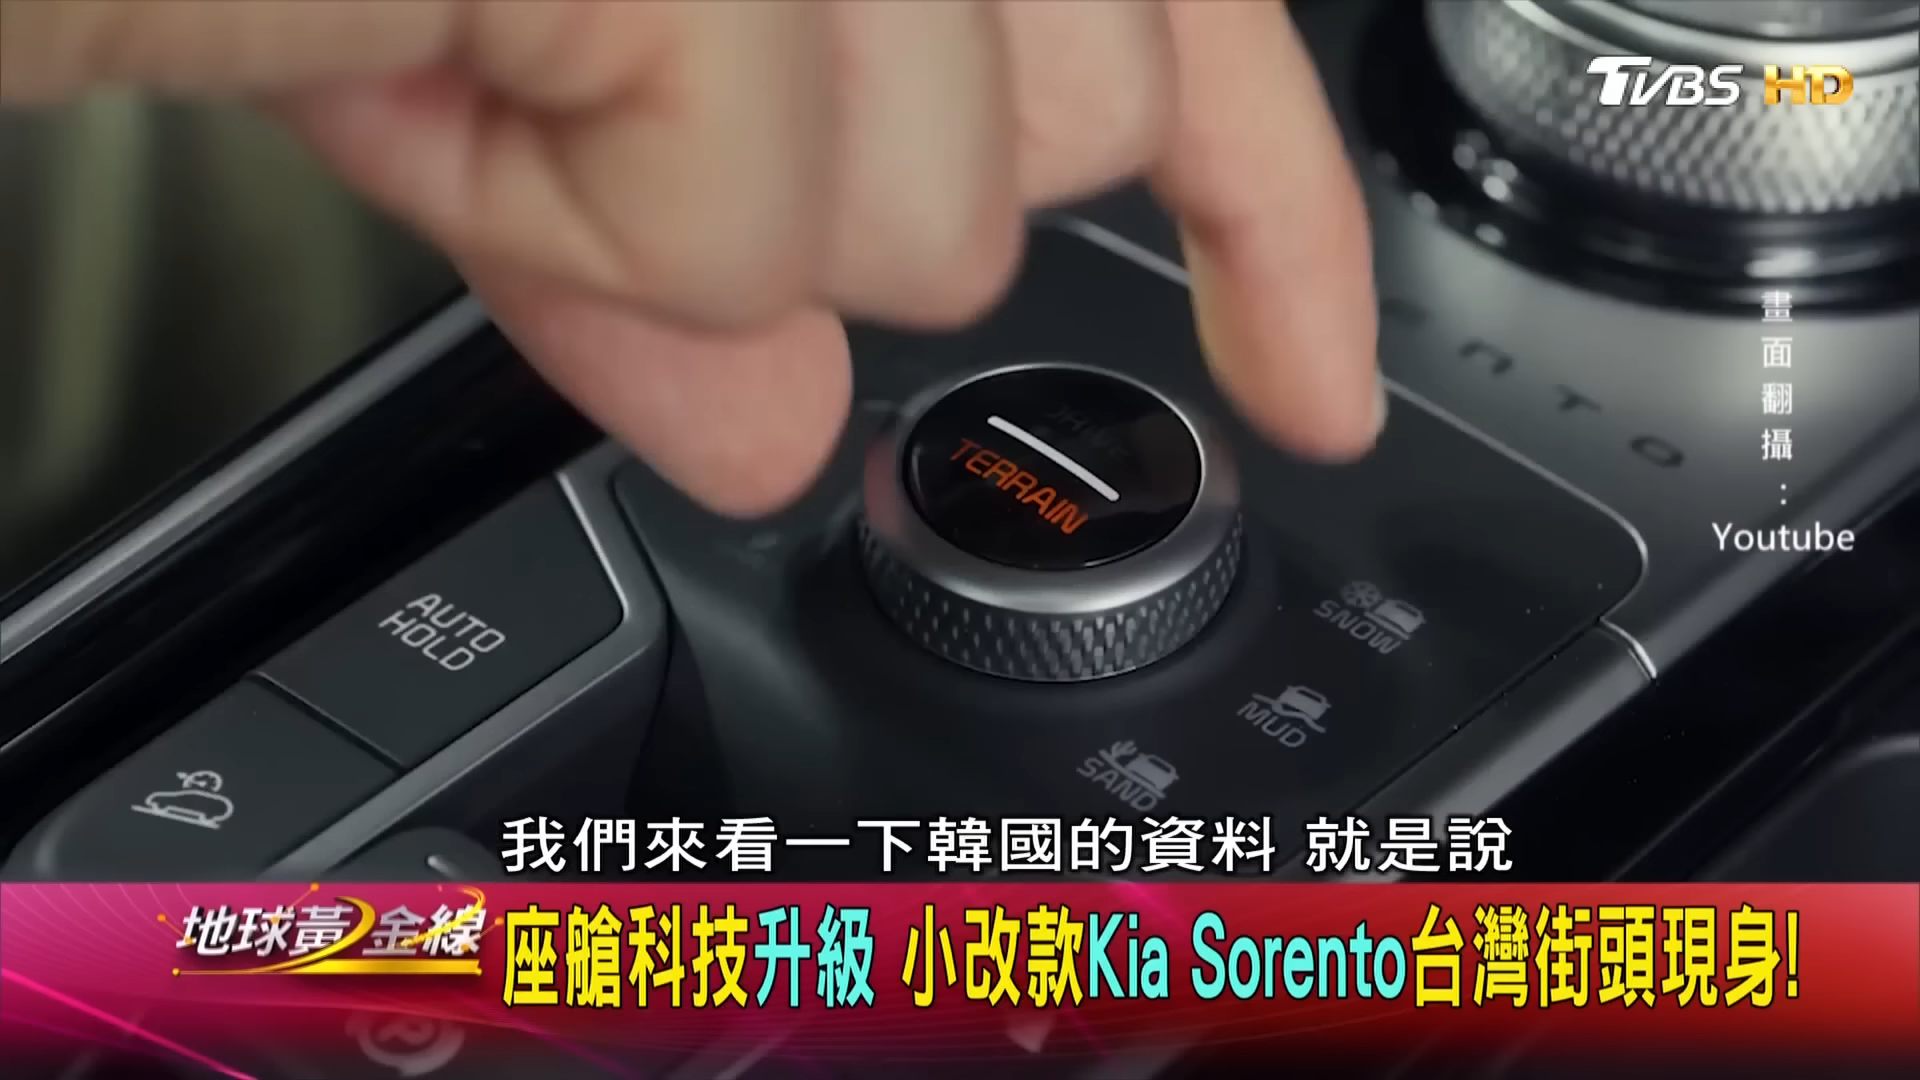 TVBS HD
畫面翻攝：
Youtube
TERRAIN
AUTO
HOLD
SNOW
MUD
SAND
我們來看一下韓國的資料 就是說
地球黃金線
座艙科技升級 小改款Kia Sorento台灣街頭現身!